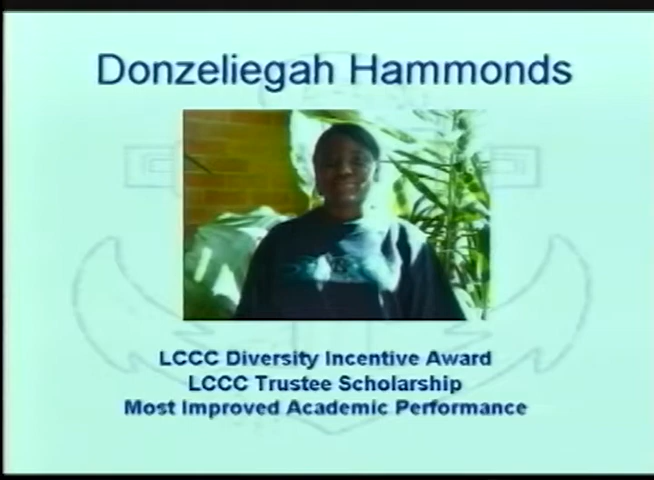 Donzeliegah Hammonds
LCCC Diversity Incentive Award
LCCC Trustee Scholarship
Most Improved Academic Performance